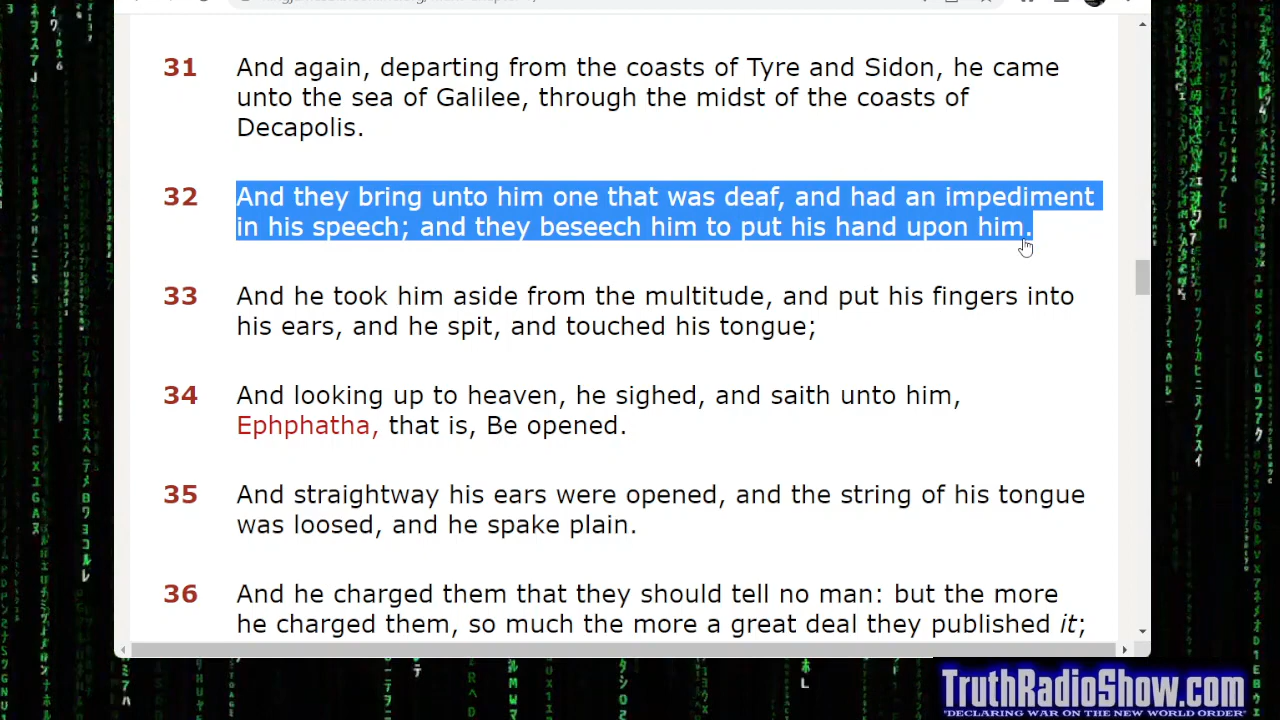 31 And again, departing from the coasts of Tyre and Sidon, he came
unto the sea of Galilee, through the midst of the coasts of
Decapolis.
32 And they bring unto him one that was deaf, and had an impediment
in his speech; and they beseech him to put his hand upon him.
33 And he took him aside from the multitude, and put his fingers into
his ears, and he spit, and touched his tongue;
34 And looking up to heaven, he sighed, and saith unto him,
Ephphatha, that is, Be opened.
35 And straightway his ears were opened, and the string of his tongue
was loosed, and he spake plain.
36 And he charged them that they should tell no man: but the more
he charged them, so much the more a great deal they published it;
TruthRadioShow.com
"DECLARING WAR ON THE NEW WORLD ORDER"